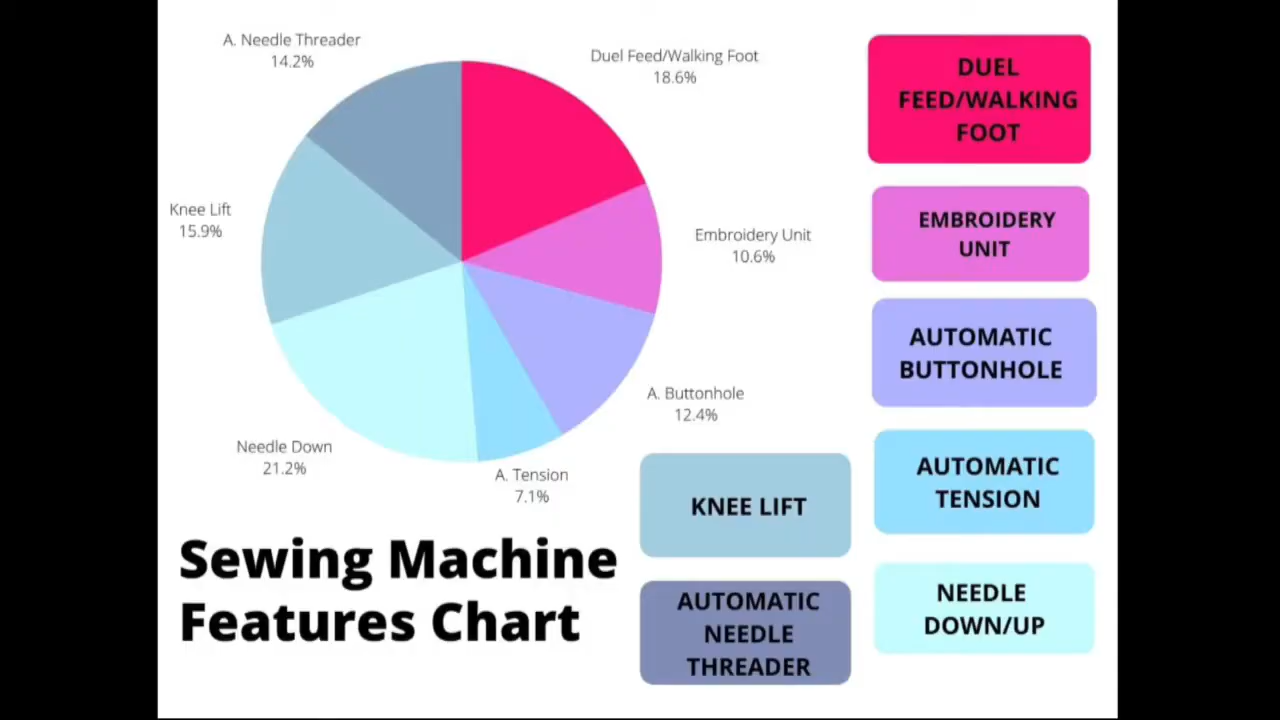 A. Needle Threader
14.2%
Duel Feed/Walking Foot
18.6%
Knee Lift
15.9%
Embroidery Unit
10.6%
A. Buttonhole
12.4%
Needle Down
21.2%
A. Tension
7.1%
Sewing Machine
Features Chart
DUEL
FEED/WALKING
FOOT
EMBROIDERY
UNIT
AUTOMATIC
BUTTONHOLE
AUTOMATIC
TENSION
NEEDLE
DOWN/UP
KNEE LIFT
AUTOMATIC
NEEDLE
THREADER